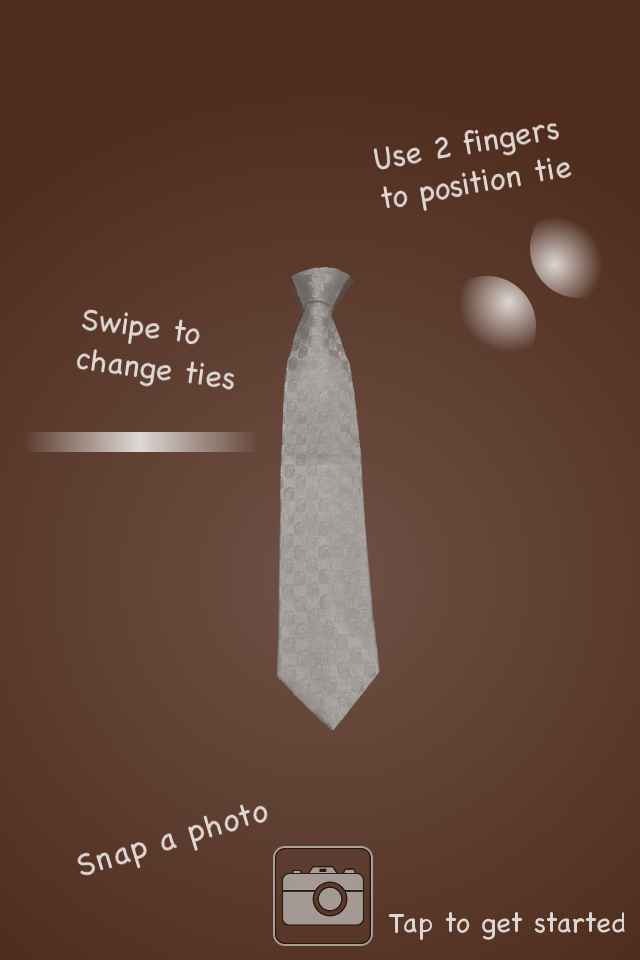 Use 2 fingers
to position tie
Swipe to
change ties
Snap a photo
Tap to get started